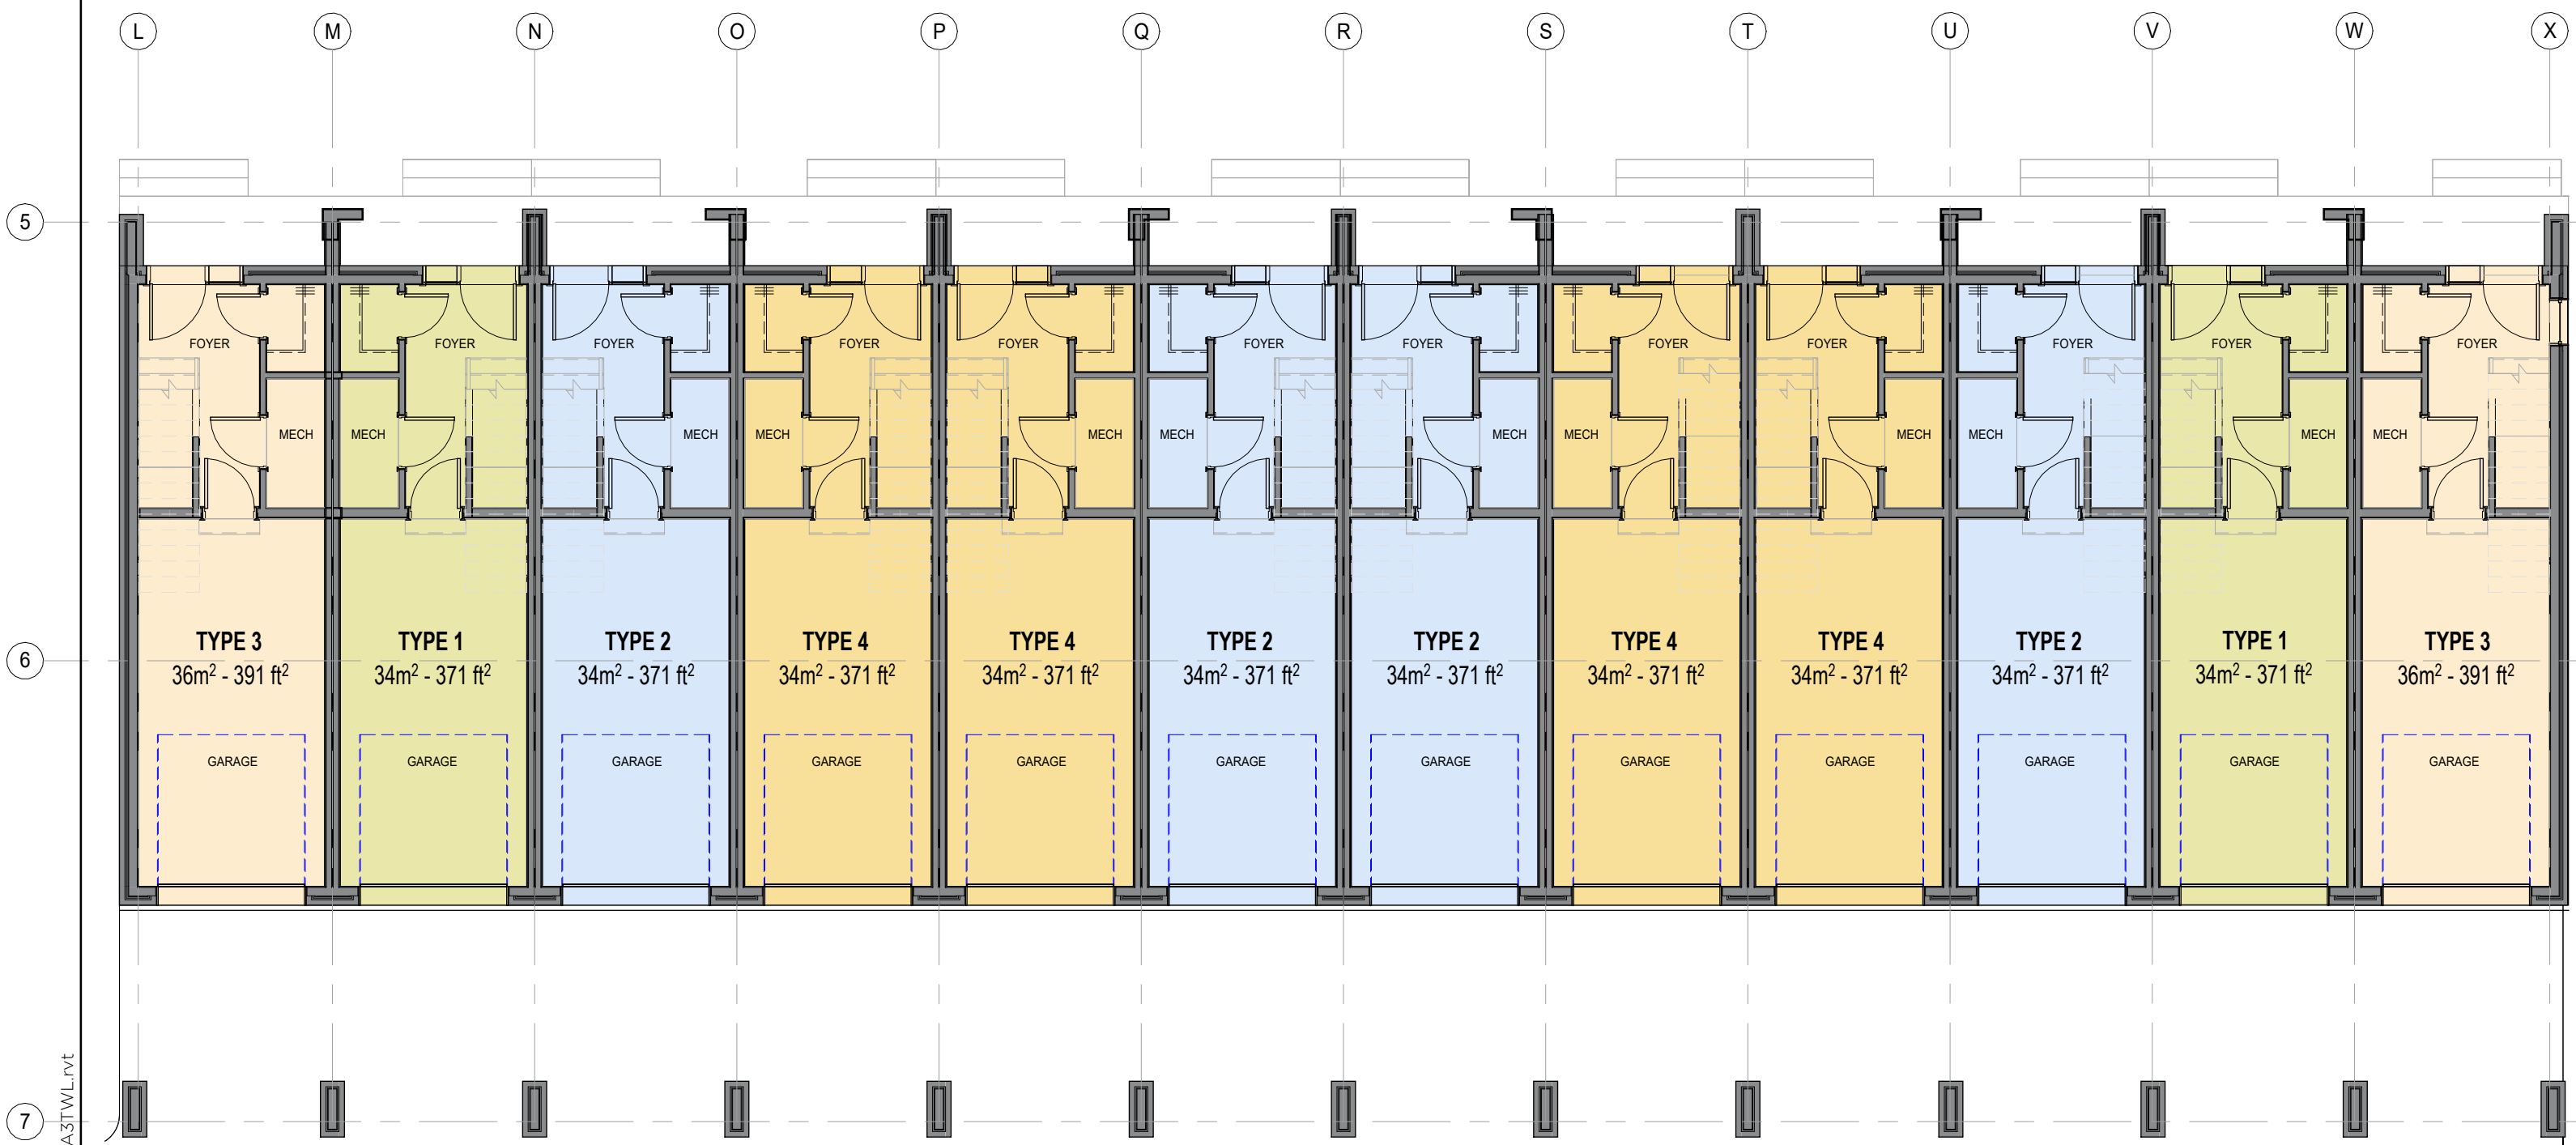 L M N O P Q R S T U V W X
5
FOYER FOYER FOYER FOYER FOYER FOYER FOYER FOYER FOYER FOYER FOYER FOYER
MECH MECH MECH MECH MECH MECH MECH MECH MECH MECH MECH MECH
TYPE 3 TYPE 1 TYPE 2 TYPE 4 TYPE 4 TYPE 2 TYPE 2 TYPE 4 TYPE 4 TYPE 2 TYPE 1 TYPE 3
6
36m² - 391 ft² 34m² - 371 ft² 34m² - 371 ft² 34m² - 371 ft² 34m² - 371 ft² 34m² - 371 ft² 34m² - 371 ft² 34m² - 371 ft² 34m² - 371 ft² 34m² - 371 ft² 34m² - 371 ft² 36m² - 391 ft²
GARAGE GARAGE GARAGE GARAGE GARAGE GARAGE GARAGE GARAGE GARAGE GARAGE GARAGE GARAGE
A3TWL.rvt
7